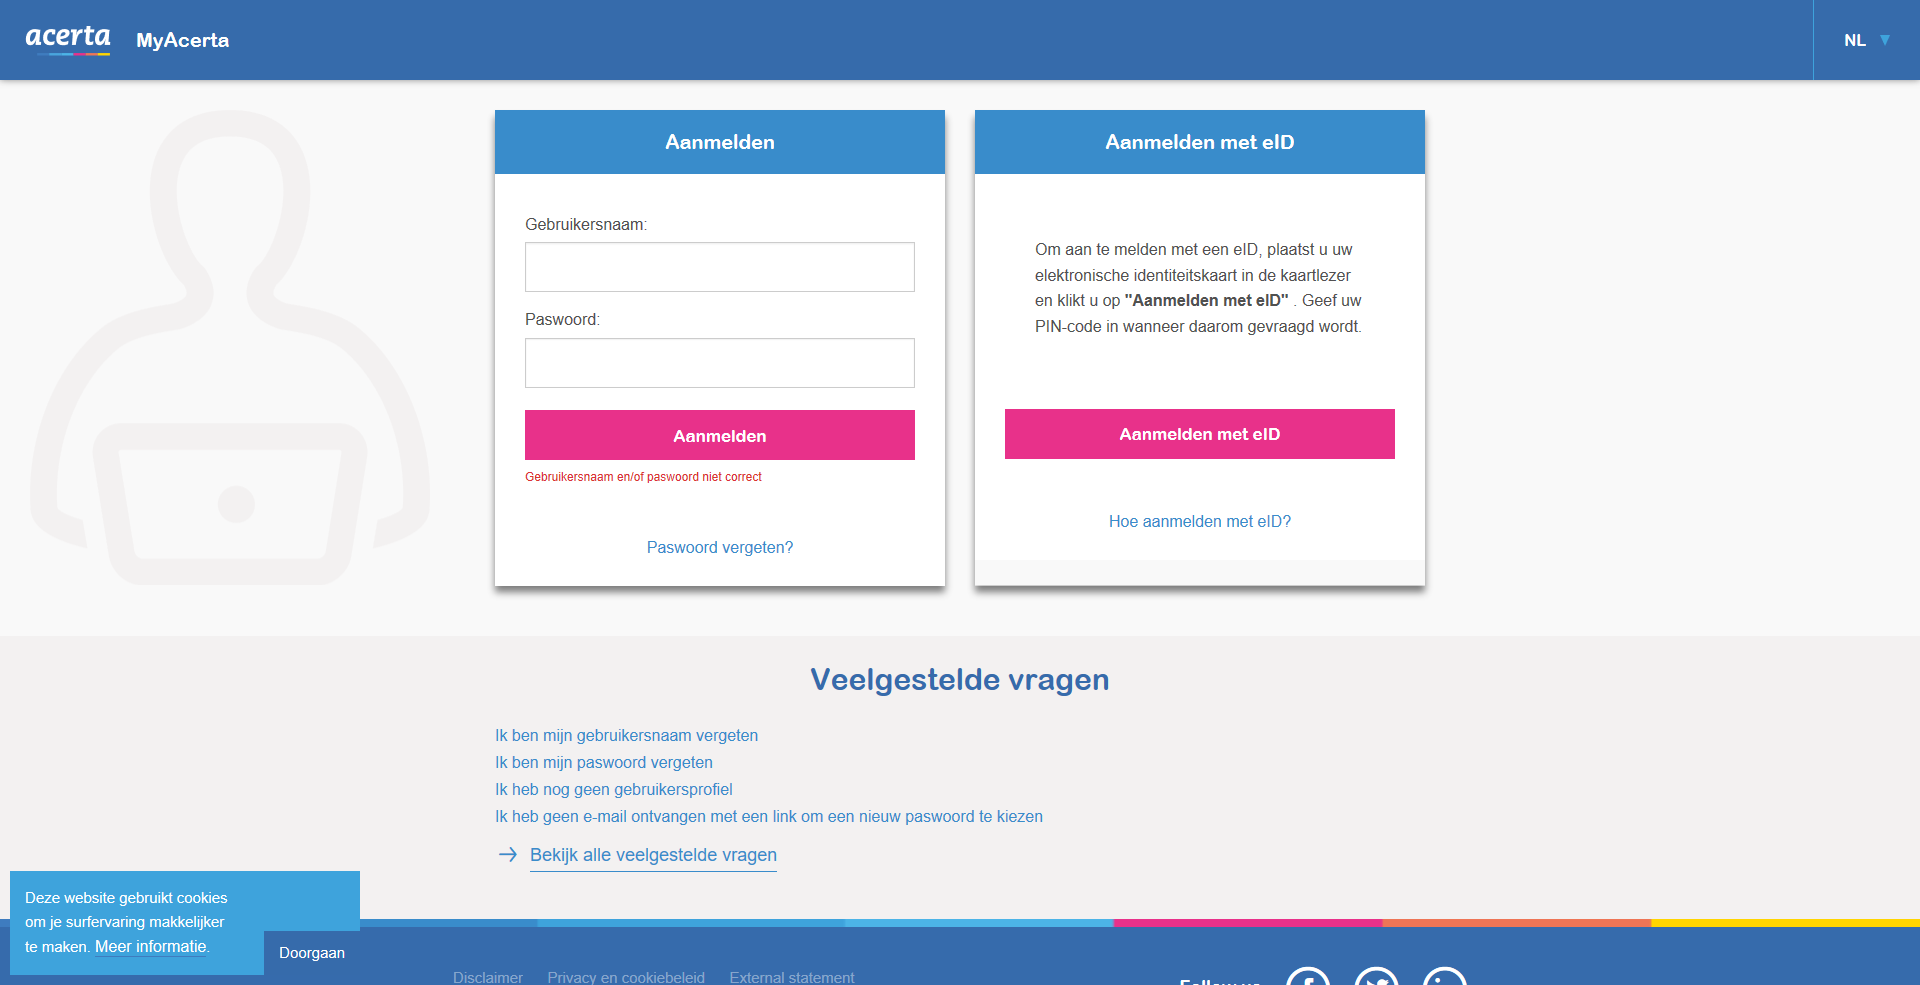 acerta
MyAcerta
NL
Aanmelden
Gebruikersnaam:
Paswoord:
Aanmelden
Gebruikersnaam en/of paswoord niet correct
Paswoord vergeten?
Aanmelden met eID
Om aan te melden met een eID, plaatst u uw
elektronische identiteitskaart in de kaartlezer
en klikt u op "Aanmelden met eID" . Geef uw
PIN-code in wanneer daarom gevraagd wordt.
Aanmelden met eID
Hoe aanmelden met eID?
Veelgestelde vragen
Ik ben mijn gebruikersnaam vergeten
Ik ben mijn paswoord vergeten
Ik heb nog geen gebruikersprofiel
Ik heb geen e-mail ontvangen met een link om een nieuw paswoord te kiezen
Bekijk alle veelgestelde vragen
Deze website gebruikt cookies
om je surfervaring makkelijker
te maken. Meer informatie.
Doorgaan
Disclaimer Privacy en cookiebeleid External statement
Follow us